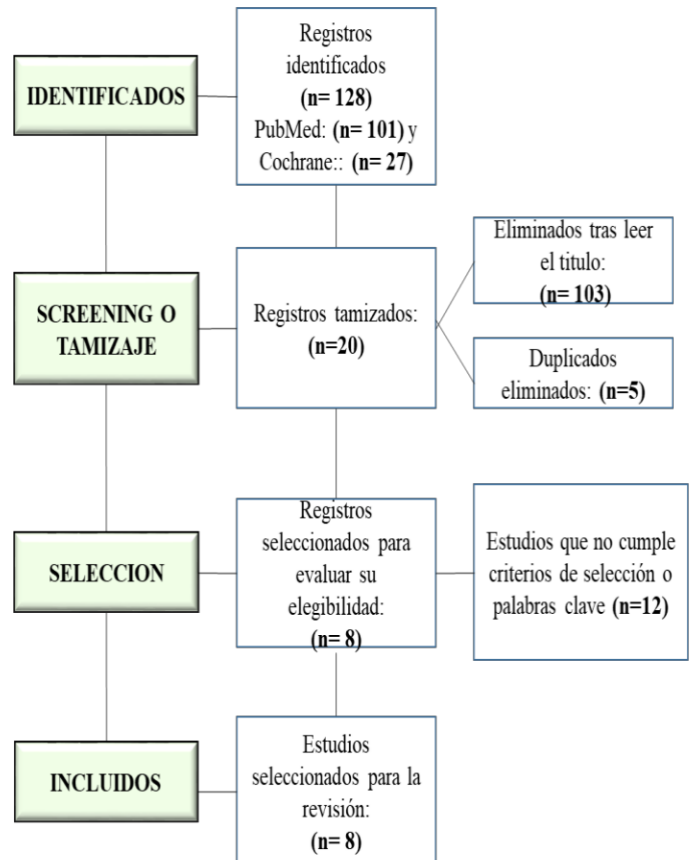 IDENTIFICADOS
Registros
identificados
(n= 128)
PubMed: (n= 101) y
Cochrane:: (n= 27)
SCREENING O
TAMIZAJE
Registros tamizados:
(n=20)
Eliminados tras leer
el titulo:
(n= 103)
Duplicados
eliminados: (n=5)
SELECCION
Registros
seleccionados para
evaluar su
elegibilidad:
(n= 8)
Estudios que no cumple
criterios de selección o
palabras clave (n=12)
INCLUIDOS
Estudios
seleccionados para la
revisión:
(n= 8)